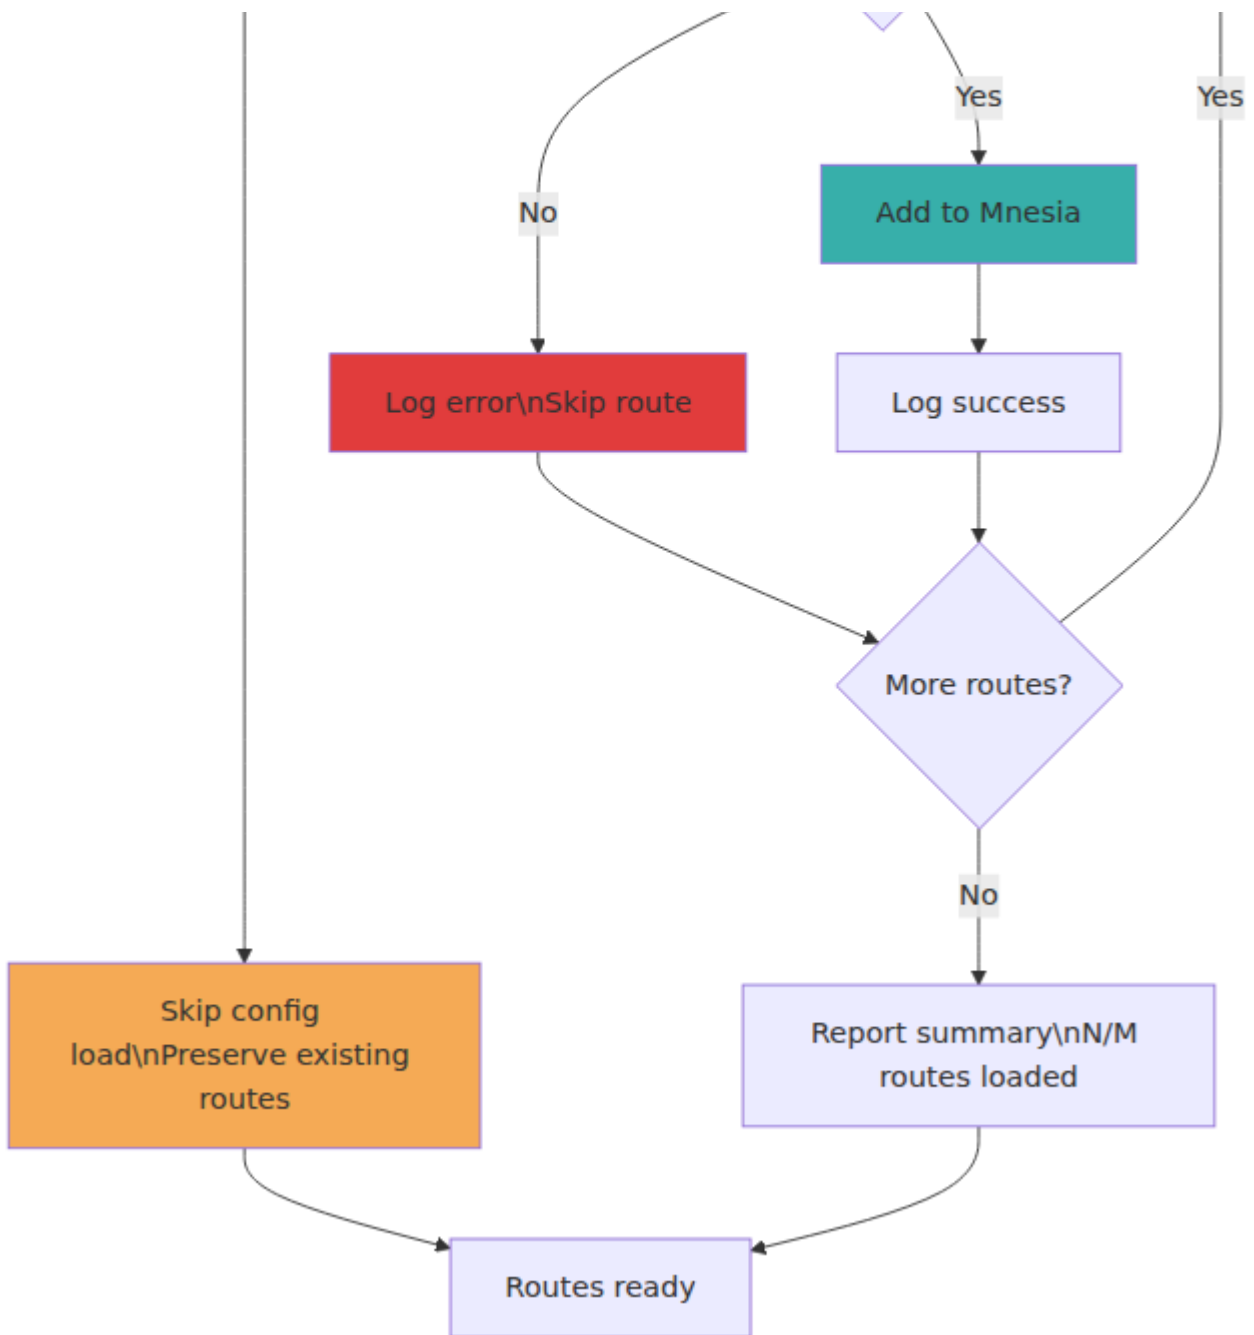 Yes
Yes
No
Add to Mnesia
Log error\nSkip route
Log success
More routes?
No
Skip config
load\nPreserve existing
routes
Report summary\nN/M
routes loaded
Routes ready